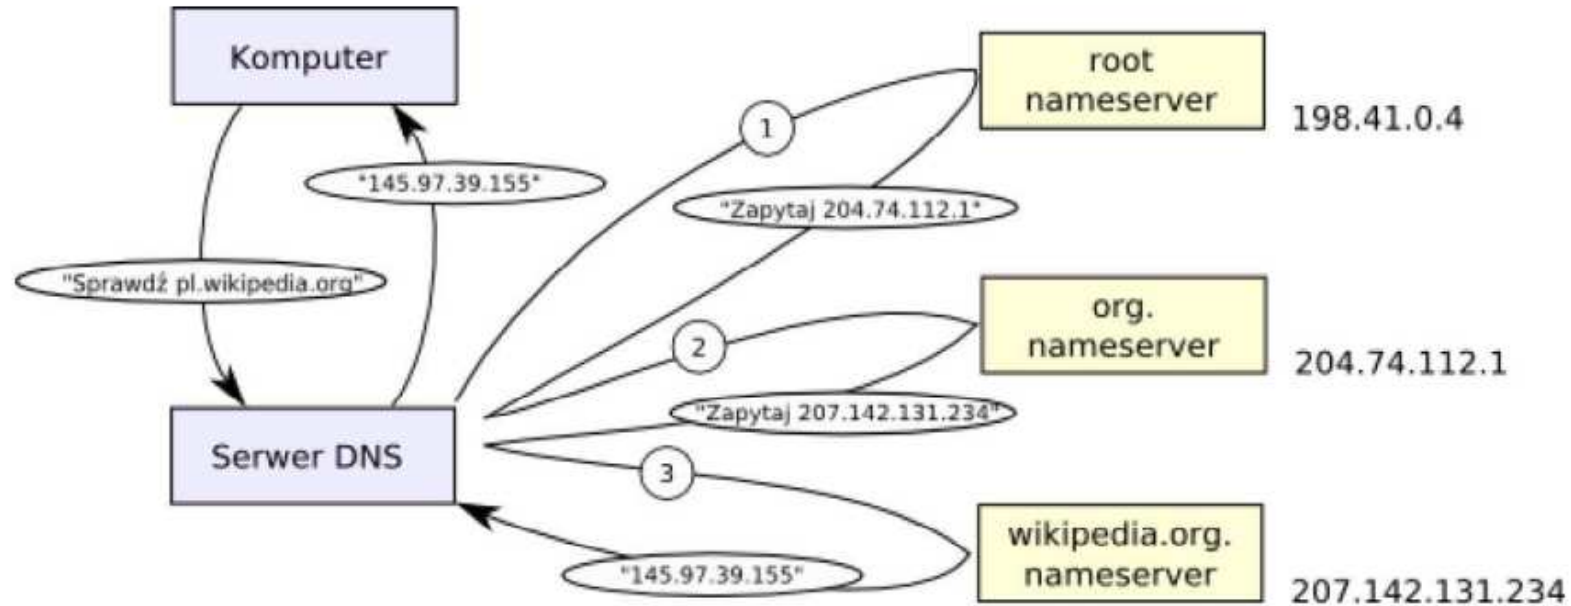 Komputer
root
nameserver
198.41.0.4
1
"145.97.39.155"
"Zapytaj 204.74.112.1"
"Sprawdź pl.wikipedia.org"
org.
nameserver
204.74.112.1
2
"Zapytaj 207.142.131.234"
Serwer DNS
3
wikipedia.org.
nameserver
207.142.131.234
"145.97.39.155"